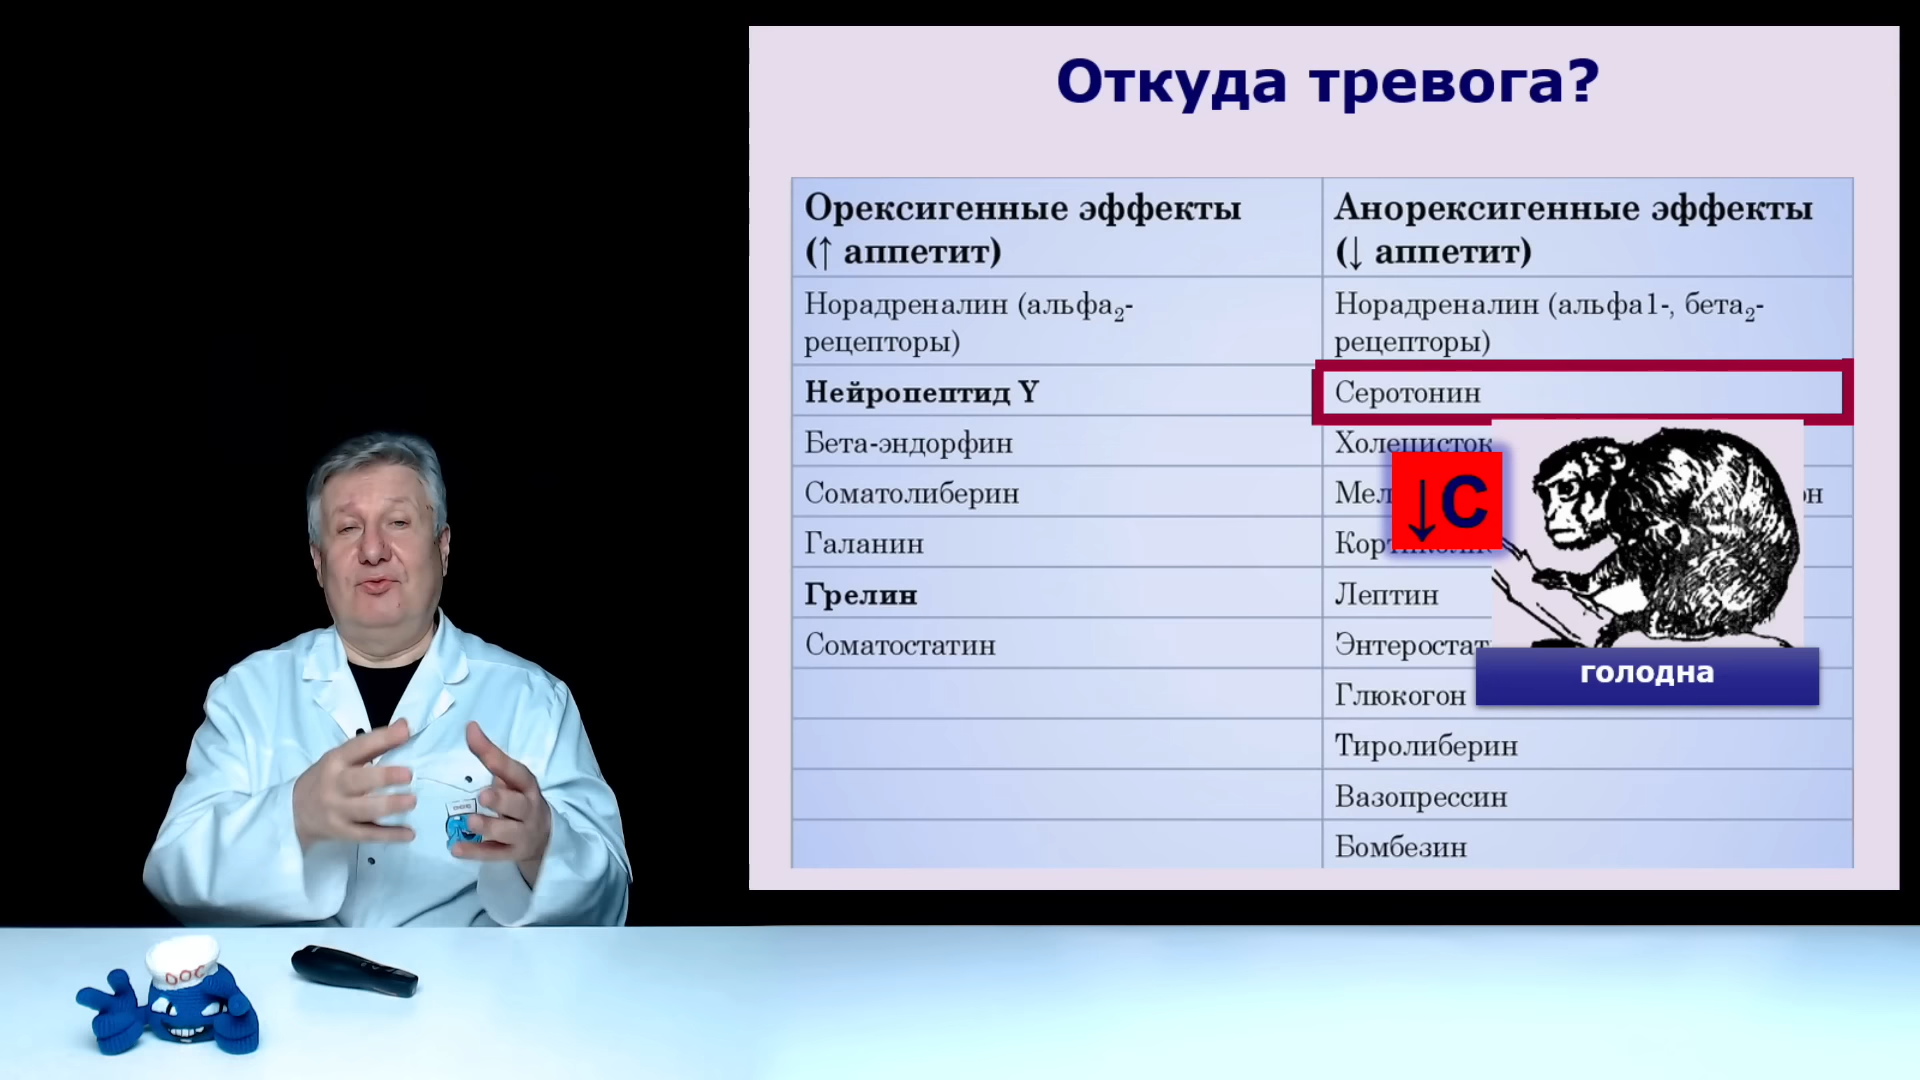 Откуда тревога?
Орексигенные эффекты
(↑ аппетит)
Анорексигенные эффекты
(↓ аппетит)
Норадреналин (альфа₂-
рецепторы)
Норадреналин (альфа1-, бета₂-
рецепторы)
Нейропептид Y
Серотонин
Бета-эндорфин
Соматолиберин
↓С
Галанин
Грелин
Лептин
Соматостатин
голодна
Глюкогон
Тиролиберин
Вазопрессин
Бомбезин
DOC